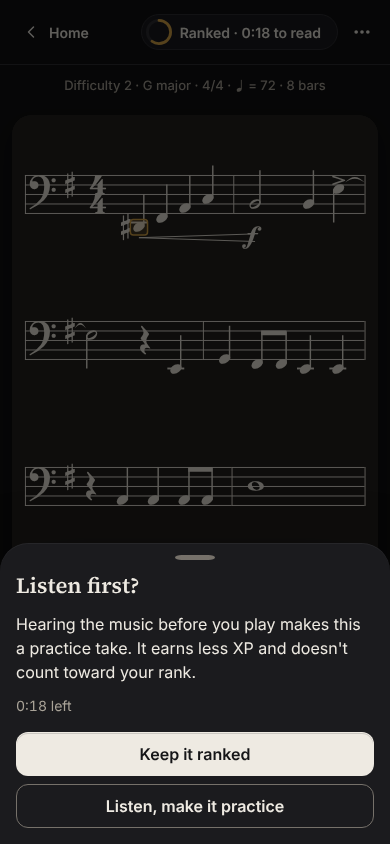 Home
Ranked · 0:18 to read
Difficulty 2 · G major · 4/4 · ♩ = 72 · 8 bars
4
4
f
Listen first?
Hearing the music before you play makes this
a practice take. It earns less XP and doesn't
count toward your rank.
0:18 left
Keep it ranked
Listen, make it practice